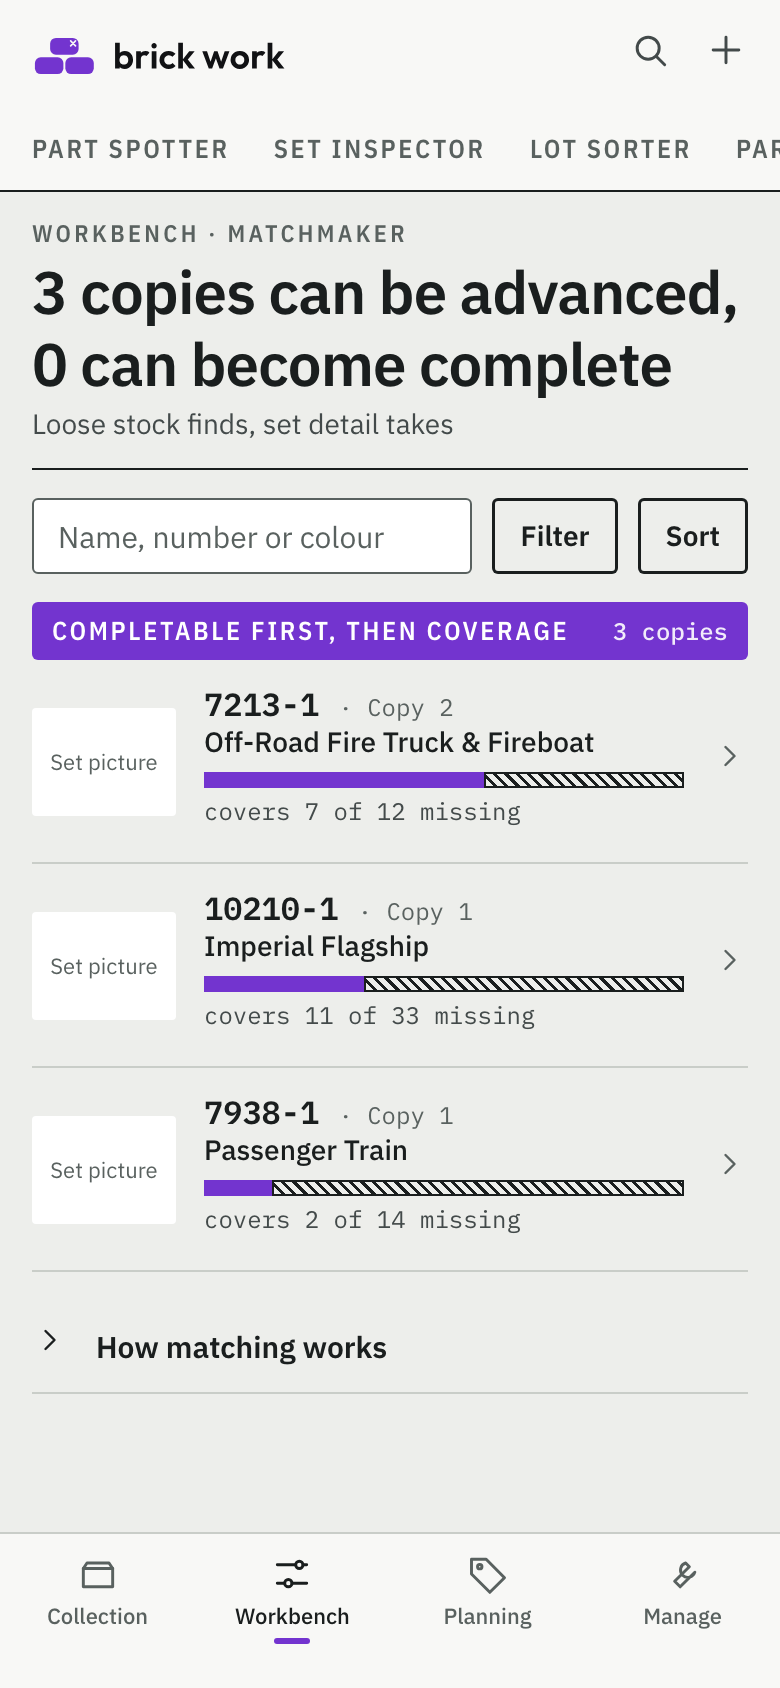 brick work
PART SPOTTER SET INSPECTOR LOT SORTER PAR
WORKBENCH · MATCHMAKER
3 copies can be advanced,
0 can become complete
Loose stock finds, set detail takes
Name, number or colour
Filter
Sort
COMPLETABLE FIRST, THEN COVERAGE 3 copies
7213-1 · Copy 2
Set picture
Off-Road Fire Truck & Fireboat
covers 7 of 12 missing
10210-1 · Copy 1
Set picture
Imperial Flagship
covers 11 of 33 missing
7938-1 · Copy 1
Set picture
Passenger Train
covers 2 of 14 missing
How matching works
Collection Workbench Planning Manage